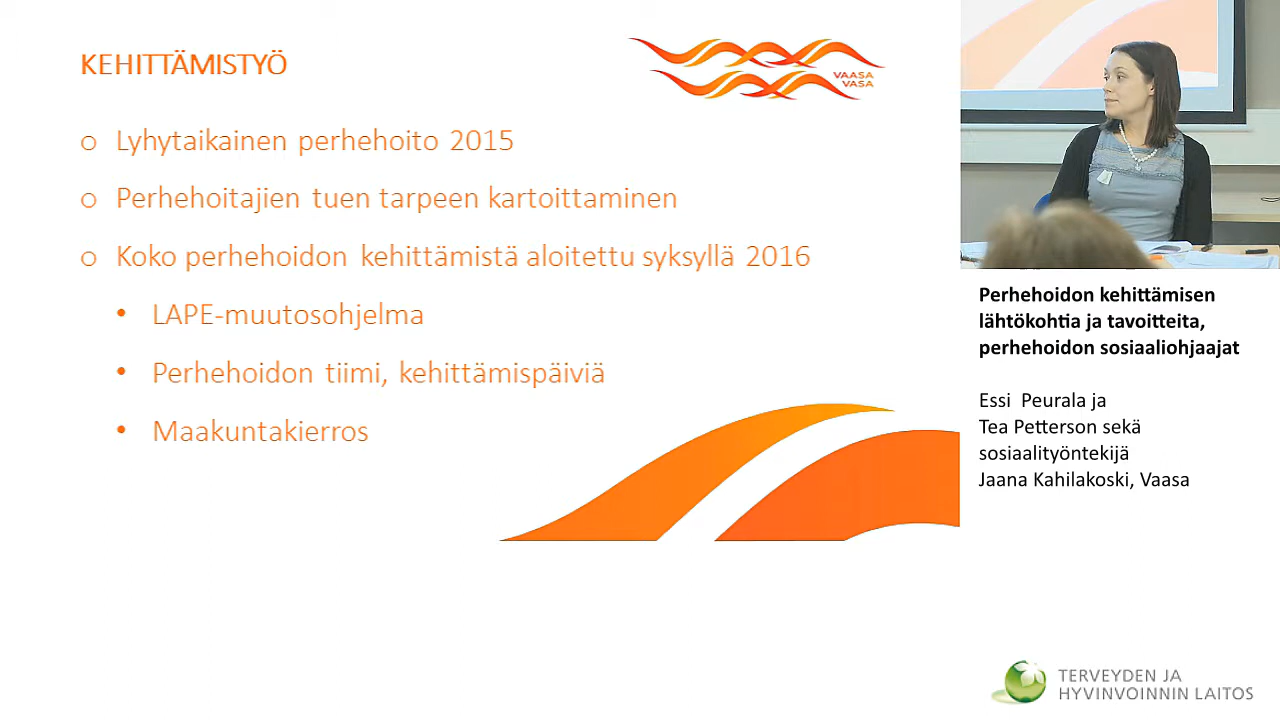 KEHITTÄMISTYÖ
VAASA
VASA
o Lyhytaikainen perhehoito 2015
o Perhehoitajien tuen tarpeen kartoittaminen
o Koko perhehoidon kehittämistä aloitettu syksyllä 2016
• LAPE-muutosohjelma
• Perhehoidon tiimi, kehittämispäiviä
• Maakuntakierros
Perhehoidon kehittämisen
lähtökohtia ja tavoitteita,
perhehoidon sosiaaliohjaajat
Essi Peurala ja
Tea Petterson sekä
sosiaalityöntekijä
Jaana Kahilakoski, Vaasa
TERVEYDEN JA
HYVINVOINNIN LAITOS